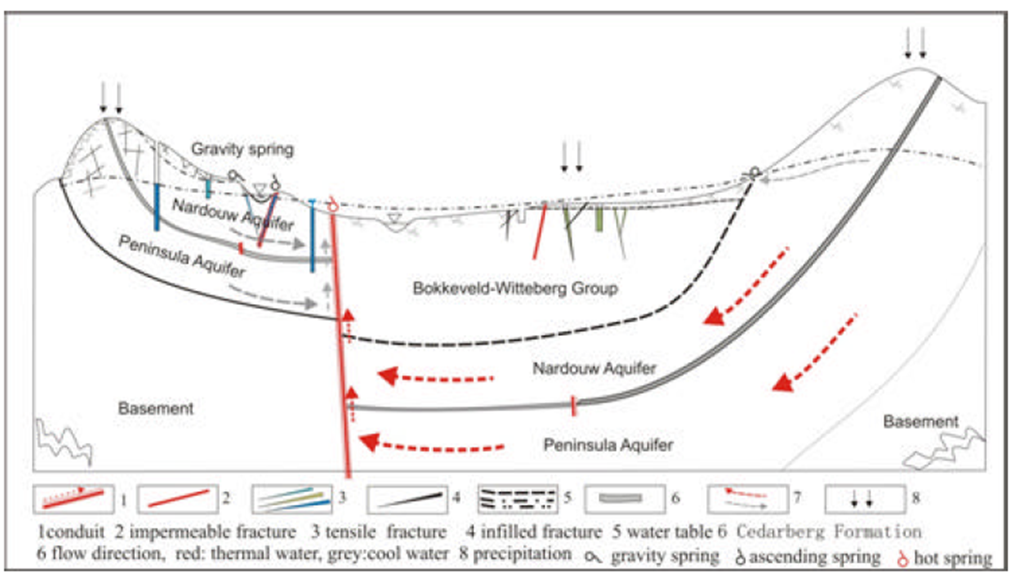 Gravity spring
Nardouw Aquifer
Peninsula Aquifer
Bokkeveld-Witteberg Group
Nardouw Aquifer
Basement
Basement
Peninsula Aquifer
1 2 3 4 5 6 7 8
1conduit 2 impermeable fracture 3 tensile fracture 4 infilled fracture 5 water table 6 Cedarberg Formation
6 flow direction, red: thermal water, grey:cool water 8 precipitation gravity spring ascending spring hot spring